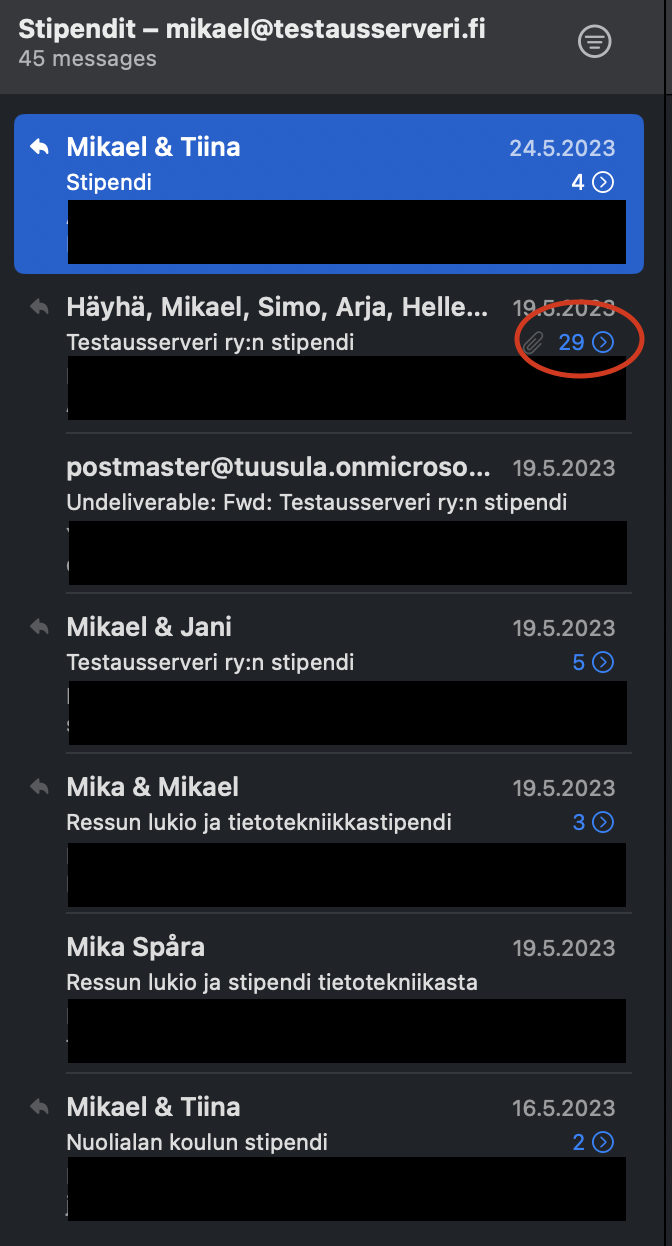 Stipendit – mikael@testausserveri.fi
45 messages
Mikael & Tiina 24.5.2023
Stipendi 4
Häyhä, Mikael, Simo, Arja, Helle... 19.5.2023
Testausserveri ry:n stipendi 29
postmaster@tuusula.onmicroso... 19.5.2023
Undeliverable: Fwd: Testausserveri ry:n stipendi
Mikael & Jani 19.5.2023
Testausserveri ry:n stipendi 5
Mika & Mikael 19.5.2023
Ressun lukio ja tietotekniikkastipendi 3
Mika Spåra 19.5.2023
Ressun lukio ja stipendi tietotekniikasta
Mikael & Tiina 16.5.2023
Nuolialan koulun stipendi 2